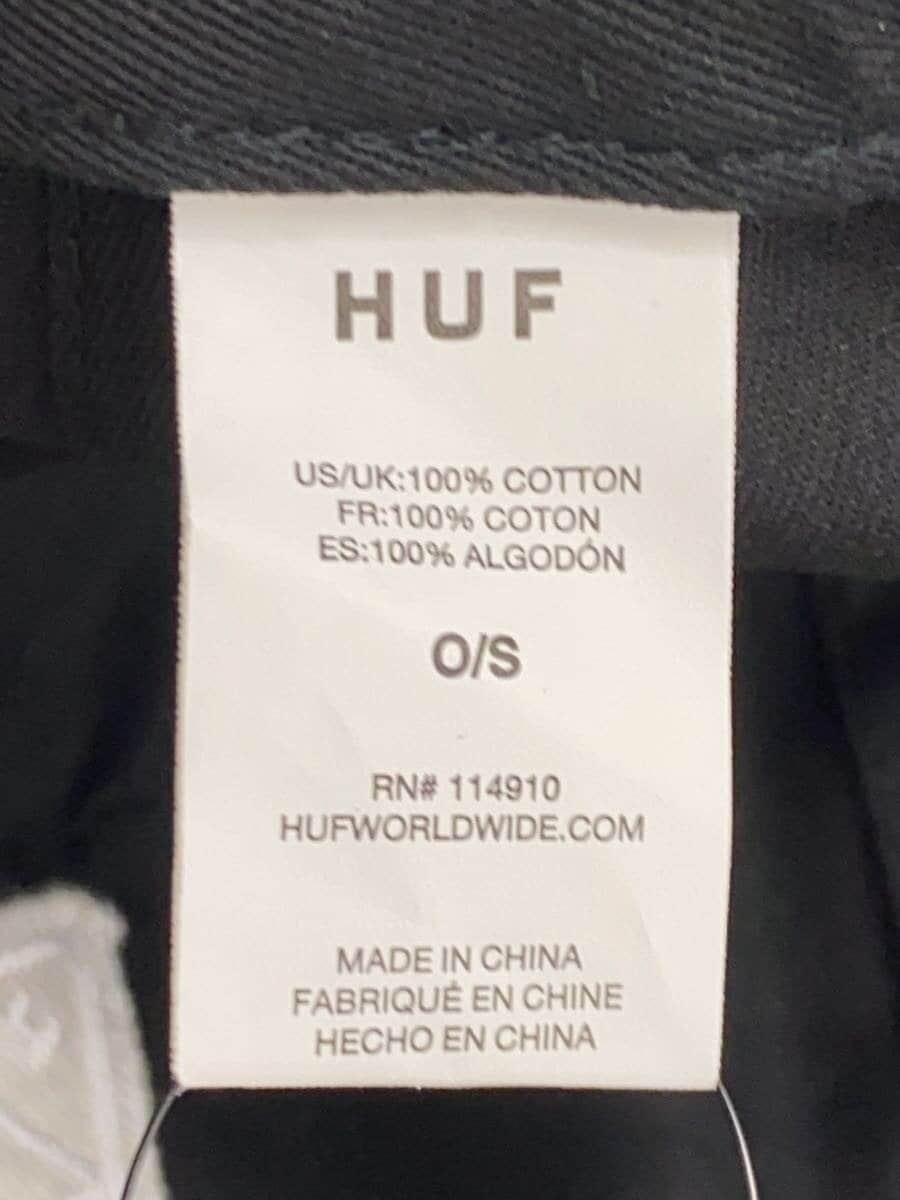 HUF
US/UK:100% COTTON
FR:100% COTON
ES:100% ALGODÓN
O/S
RN# 114910
HUFWORLDWIDE.COM
MADE IN CHINA
FABRIQUÉ EN CHINE
HECHO EN CHINA